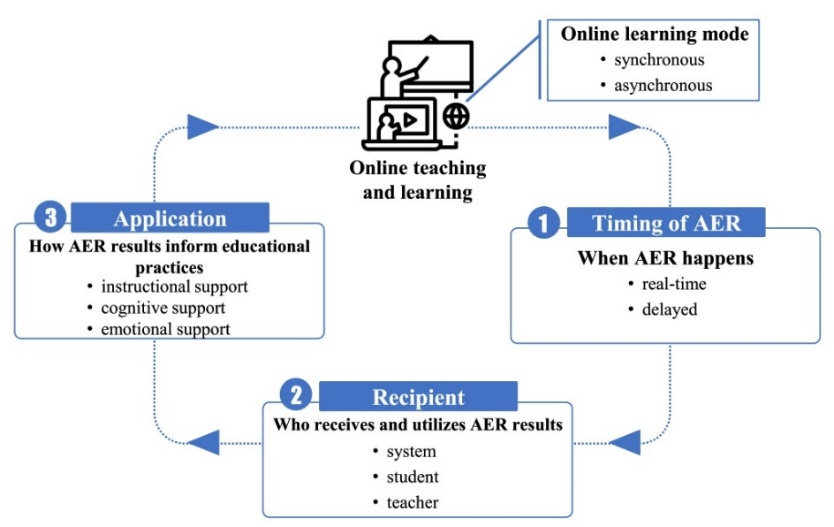 Online learning mode
• synchronous
• asynchronous
Online teaching
and learning
1 Timing of AER
When AER happens
• real-time
• delayed
2 Recipient
Who receives and utilizes AER results
• system
• student
• teacher
3 Application
How AER results inform educational
practices
• instructional support
• cognitive support
• emotional support